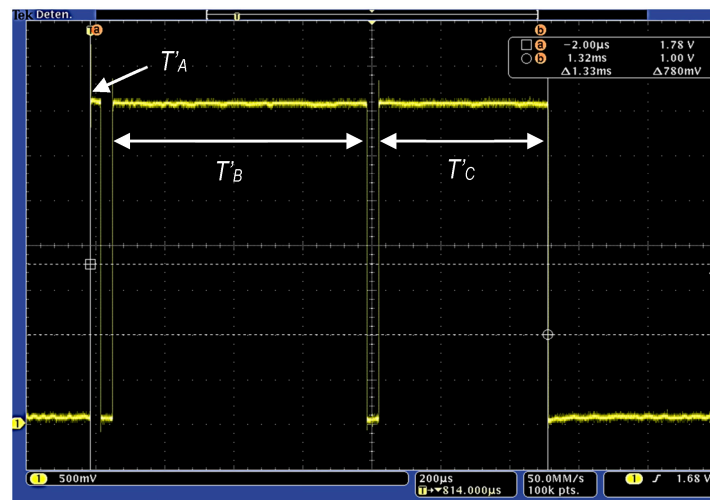 Tek Deten.
T
T a
b
a -2.00µs 1.78 V
b 1.32ms 1.00 V
Δ1.33ms Δ780mV
T'A
T'B
T'C
1
1 500mV
200µs
T→▼814.000µs
50.0MM/s
100k pts.
1 ∫ 1.68 V